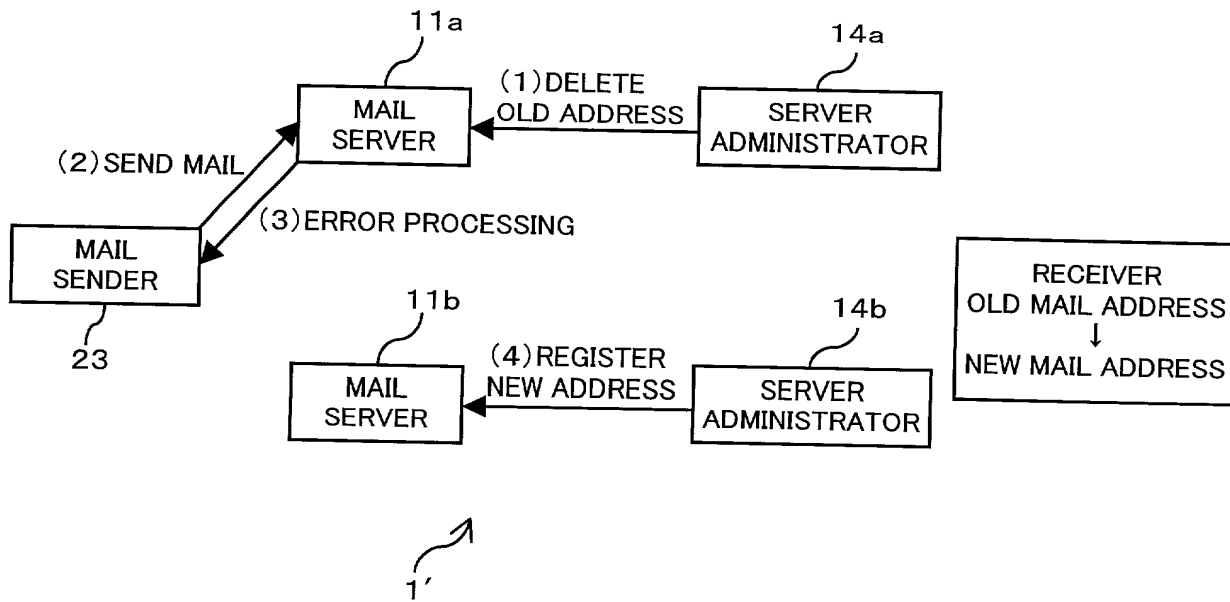 11a
14a
(1)DELETE
OLD ADDRESS
MAIL
SERVER
SERVER
ADMINISTRATOR
(2)SEND MAIL
(3)ERROR PROCESSING
MAIL
SENDER
23
RECEIVER
OLD MAIL ADDRESS
↓
NEW MAIL ADDRESS
11b
14b
(4)REGISTER
NEW ADDRESS
MAIL
SERVER
SERVER
ADMINISTRATOR
1′